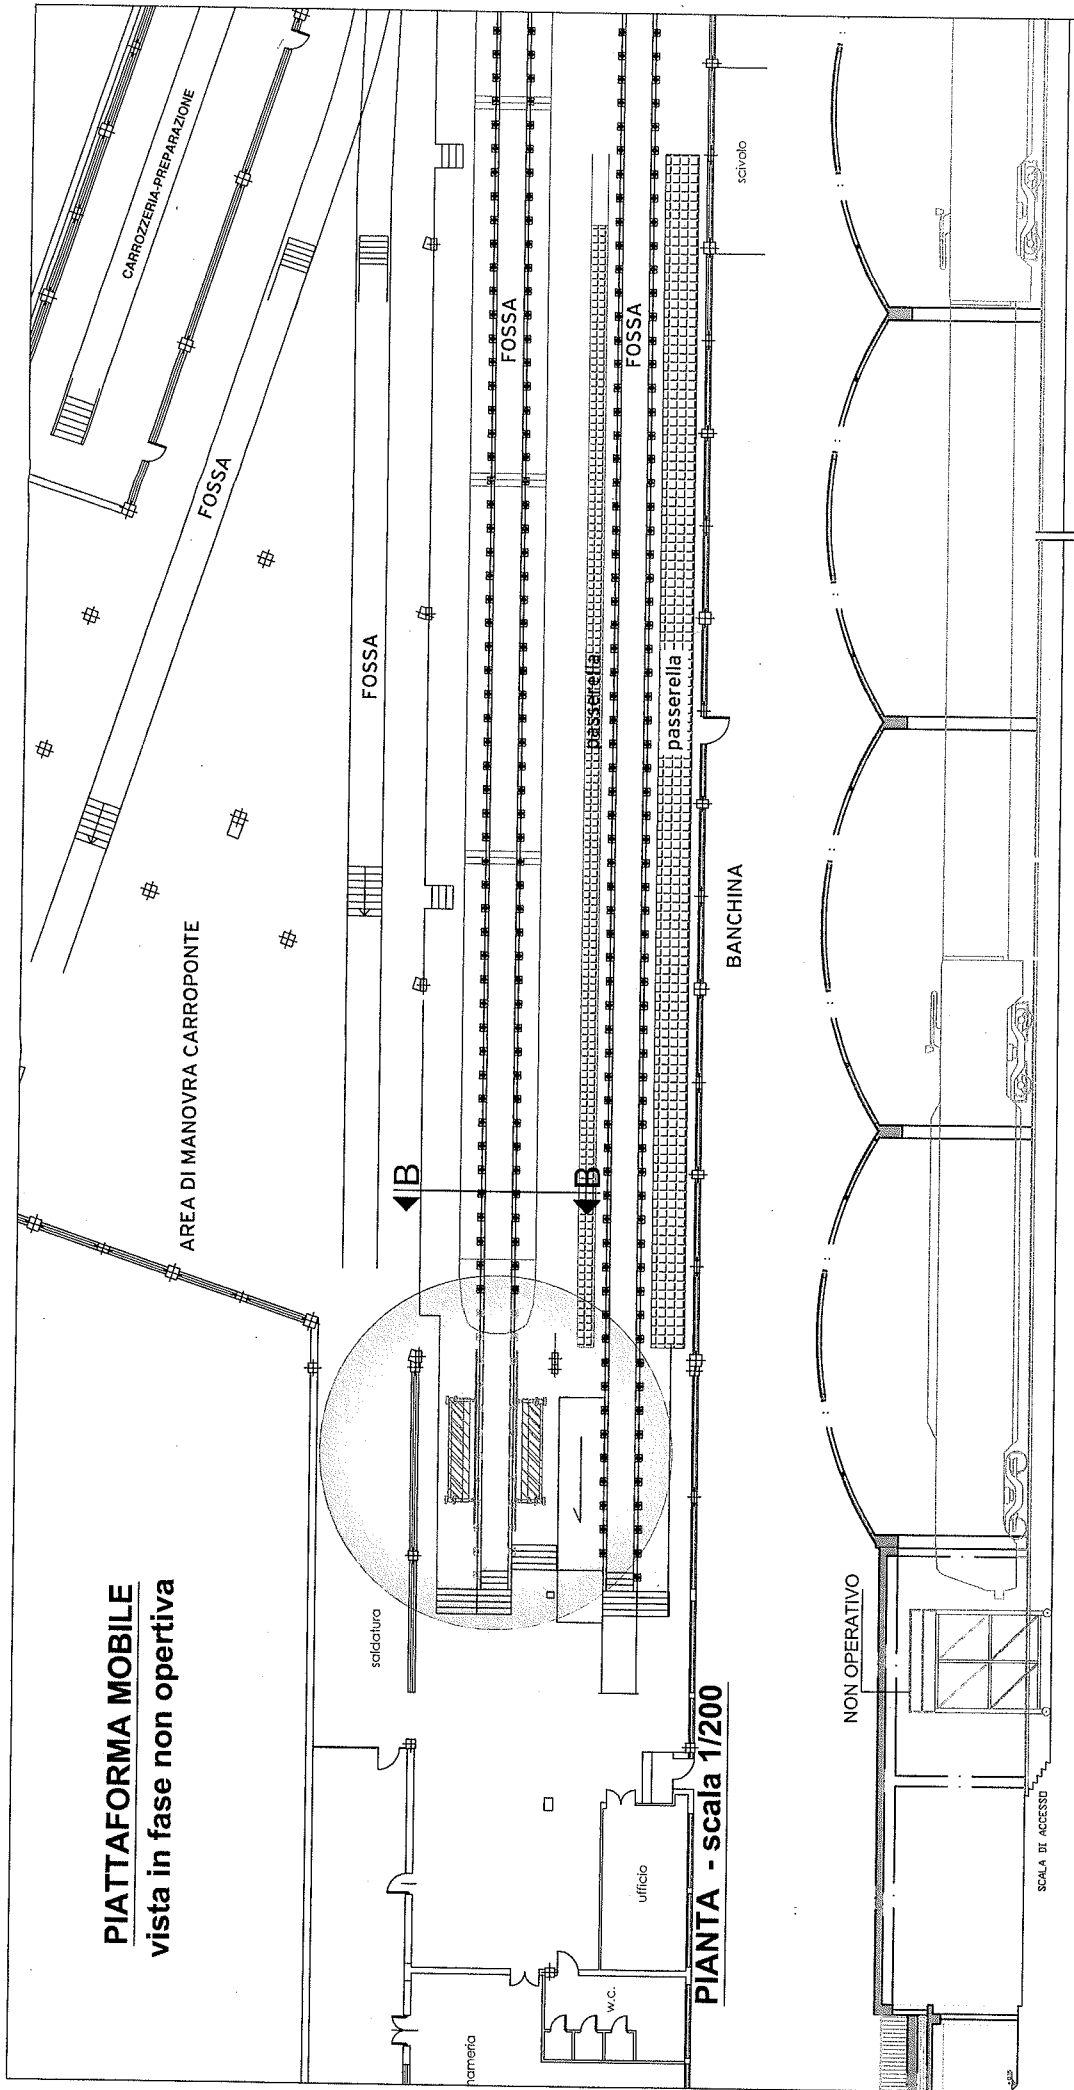 PIATTAFORMA MOBILE
vista in fase non opertiva
CARROZZERIA-PREPARAZIONE
FOSSA
AREA DI MANOVRA CARROPONTE
FOSSA
FOSSA
FOSSA
passerella
passerella
scivolo
BANCHINA
B
B
saldatura
ufficio
w.c.
nameria
PIANTA - scala 1/200
NON OPERATIVO
SCALA DI ACCESSO